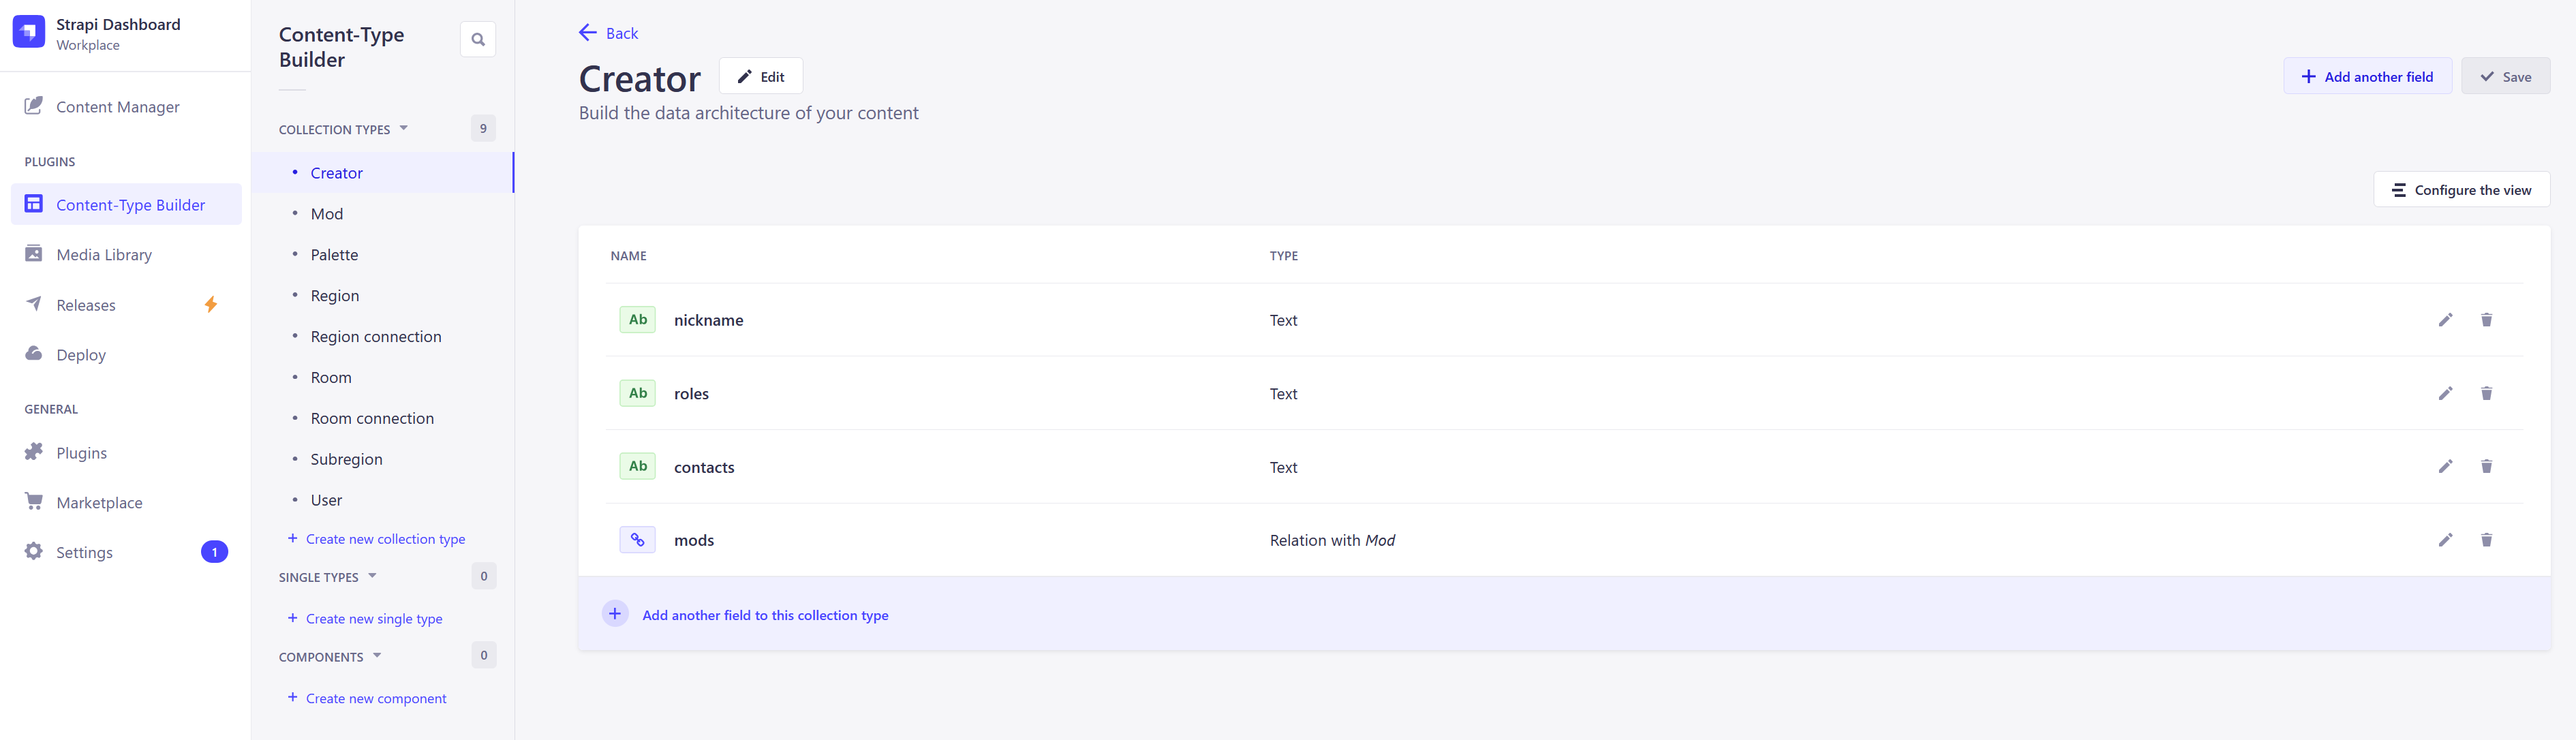 Strapi Dashboard
Workplace
Content Manager
PLUGINS
Content-Type Builder
Media Library
Releases
Deploy
GENERAL
Plugins
Marketplace
Settings
1
Content-Type
Builder
COLLECTION TYPES
9
Creator
Mod
Palette
Region
Region connection
Room
Room connection
Subregion
User
+ Create new collection type
SINGLE TYPES
0
+ Create new single type
COMPONENTS
0
+ Create new component
Back
Creator
Edit
Build the data architecture of your content
Add another field
Save
Configure the view
NAME TYPE
Ab nickname Text
Ab roles Text
Ab contacts Text
mods Relation with Mod
Add another field to this collection type